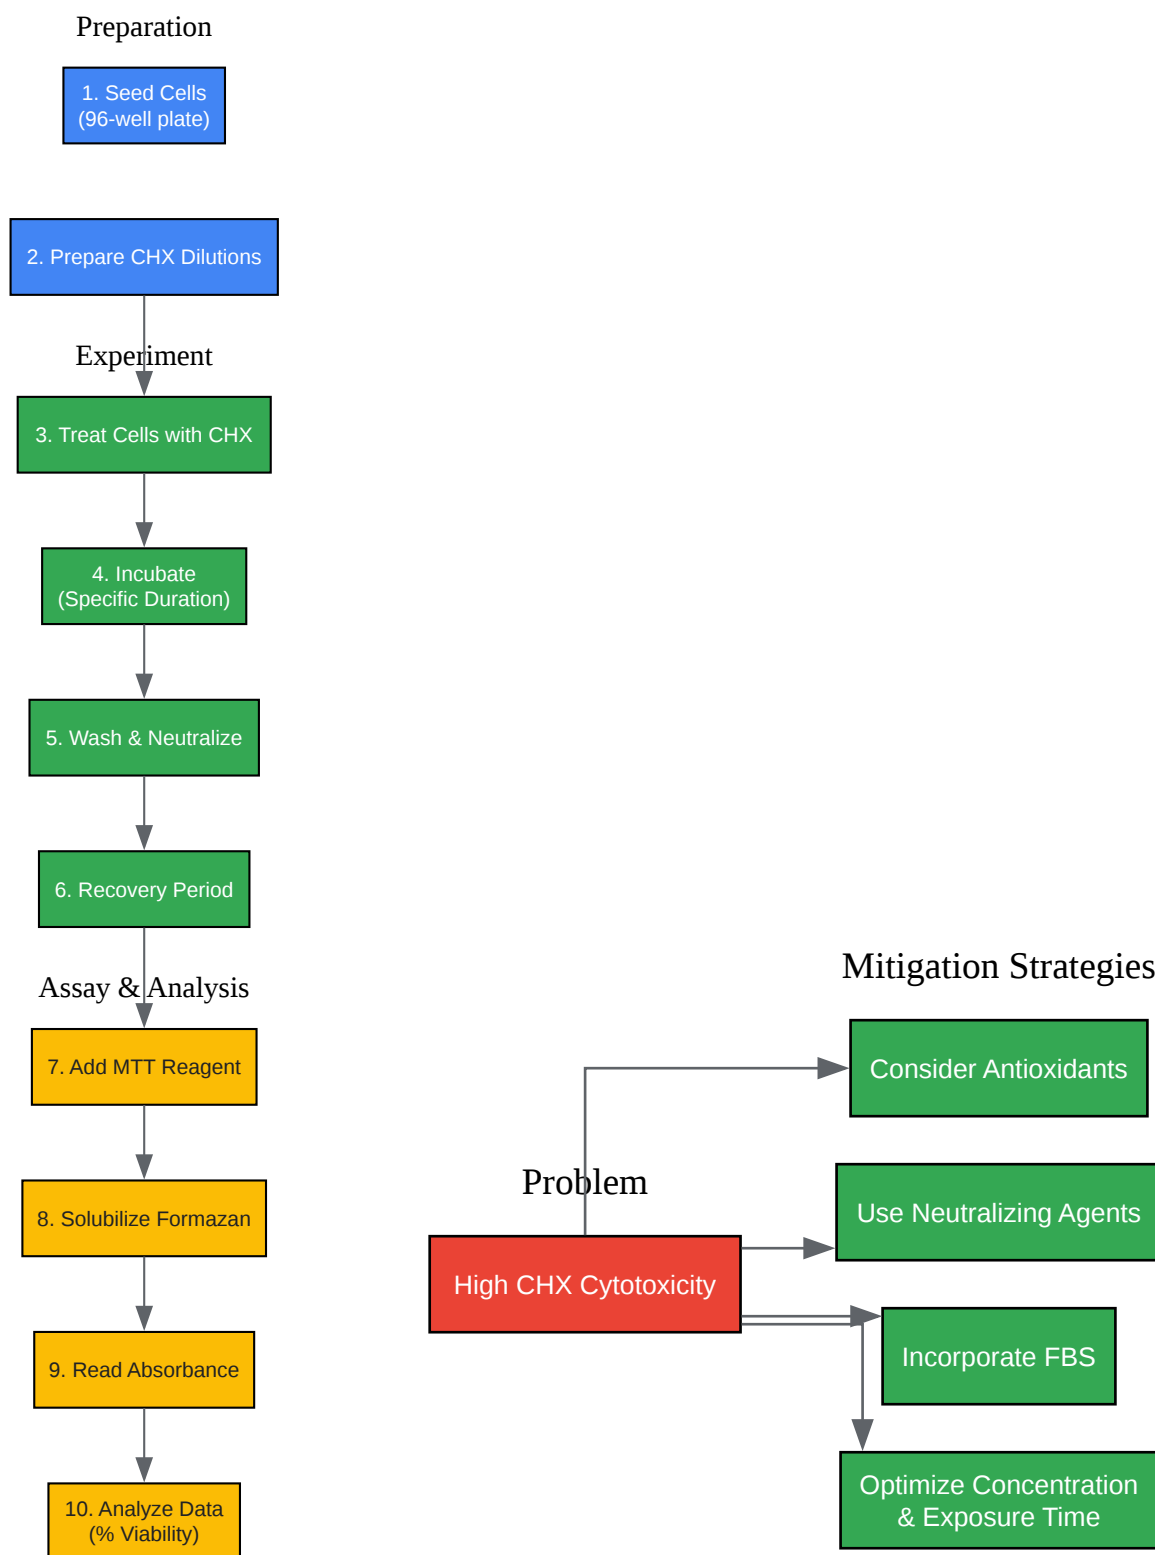 Preparation
1. Seed Cells
(96-well plate)
2. Prepare CHX Dilutions
Experiment
3. Treat Cells with CHX
4. Incubate
(Specific Duration)
5. Wash & Neutralize
6. Recovery Period
Assay & Analysis
7. Add MTT Reagent
8. Solubilize Formazan
9. Read Absorbance
10. Analyze Data
(% Viability)
Problem
High CHX Cytotoxicity
Mitigation Strategies
Consider Antioxidants
Use Neutralizing Agents
Incorporate FBS
Optimize Concentration
& Exposure Time